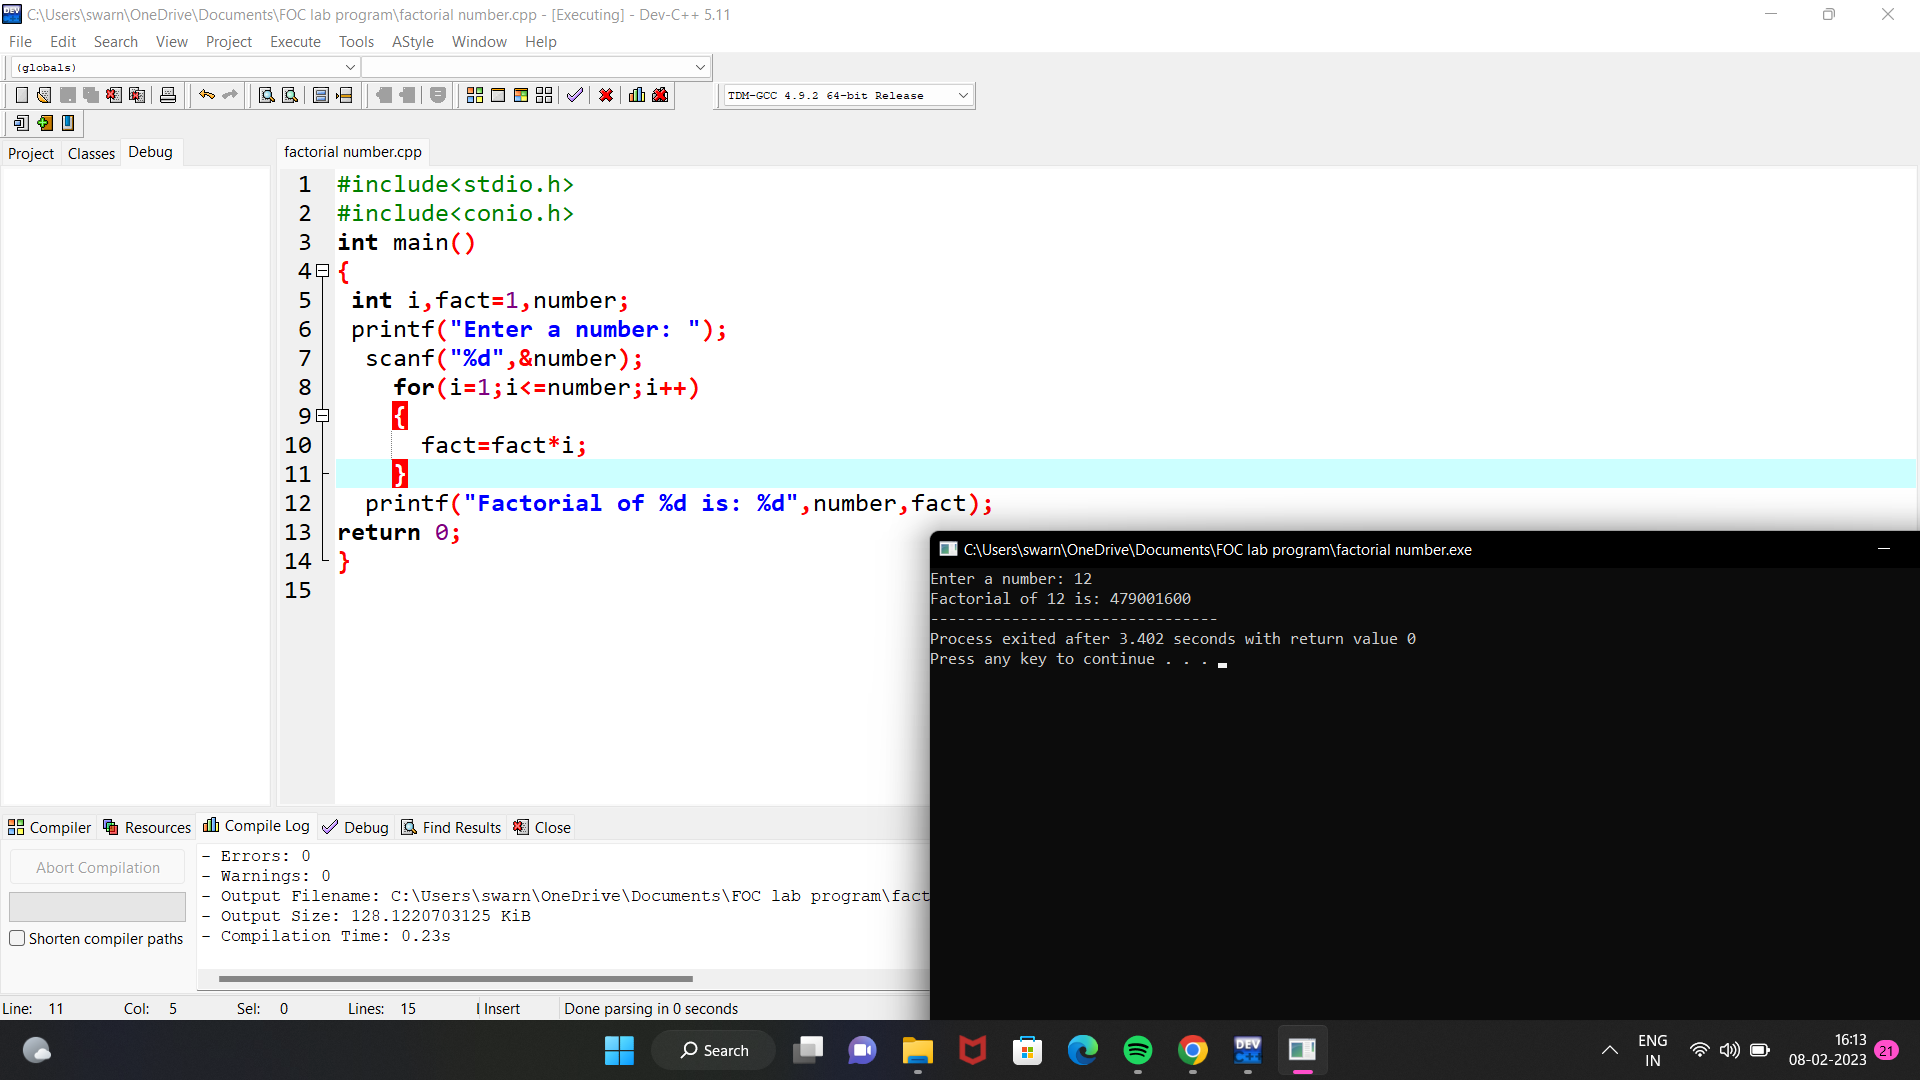 C:\Users\swarn\OneDrive\Documents\FOC lab program\factorial number.cpp - [Executing] - Dev-C++ 5.11
File Edit Search View Project Execute Tools AStyle Window Help
(globals)
TDM-GCC 4.9.2 64-bit Release
Project Classes Debug
factorial number.cpp
1 #include<stdio.h>
2 #include<conio.h>
3 int main()
4 {
5 int i,fact=1,number;
6 printf("Enter a number: ");
7 scanf("%d",&number);
8 for(i=1;i<=number;i++)
9 {
10 fact=fact*i;
11 }
12 printf("Factorial of %d is: %d",number,fact);
13 return 0;
14 }
15
C:\Users\swarn\OneDrive\Documents\FOC lab program\factorial number.exe
Enter a number: 12
Factorial of 12 is: 479001600
--------------------------------
Process exited after 3.402 seconds with return value 0
Press any key to continue . . .
Compiler Resources Compile Log Debug Find Results Close
Abort Compilation
Shorten compiler paths
- Errors: 0
- Warnings: 0
- Output Filename: C:\Users\swarn\OneDrive\Documents\FOC lab program\fact
- Output Size: 128.1220703125 KiB
- Compilation Time: 0.23s
Line: 11 Col: 5 Sel: 0 Lines: 15 I Insert Done parsing in 0 seconds
Search
DEV C++
ENG
IN
16:13
08-02-2023
21